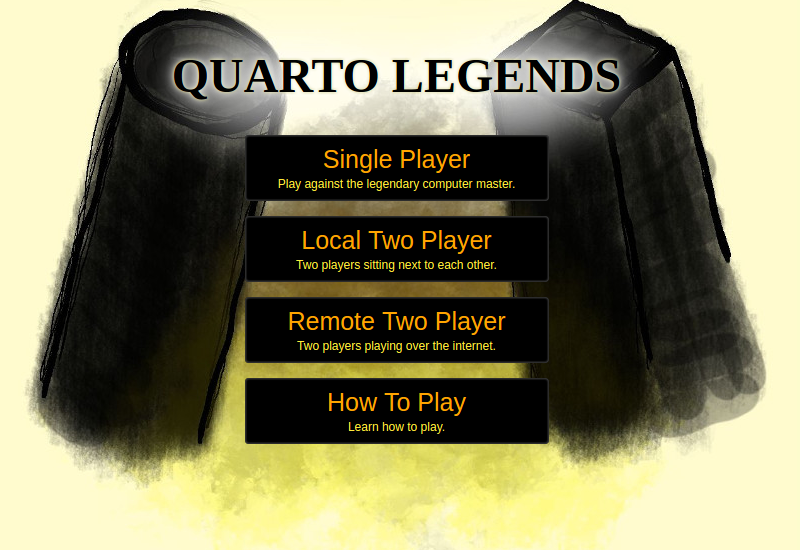 QUARTO LEGENDS
Single Player
Play against the legendary computer master.
Local Two Player
Two players sitting next to each other.
Remote Two Player
Two players playing over the internet.
How To Play
Learn how to play.